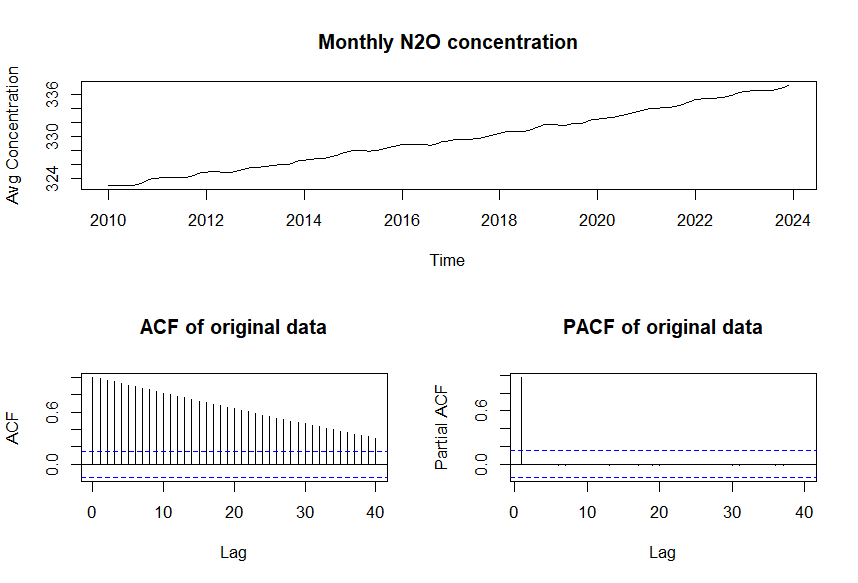 Monthly N2O concentration
Avg Concentration
324 330 336
2010 2012 2014 2016 2018 2020 2022 2024
Time
ACF of original data
ACF
0.0 0.6
0 10 20 30 40
Lag
PACF of original data
Partial ACF
0.0 0.6
0 10 20 30 40
Lag